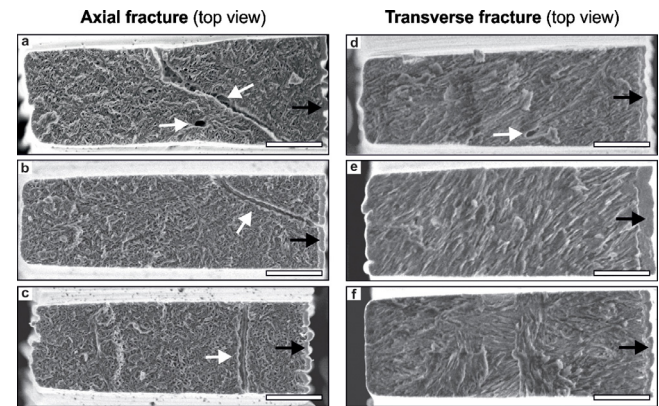 Axial fracture (top view)
Transverse fracture (top view)
a
d
b
e
c
f